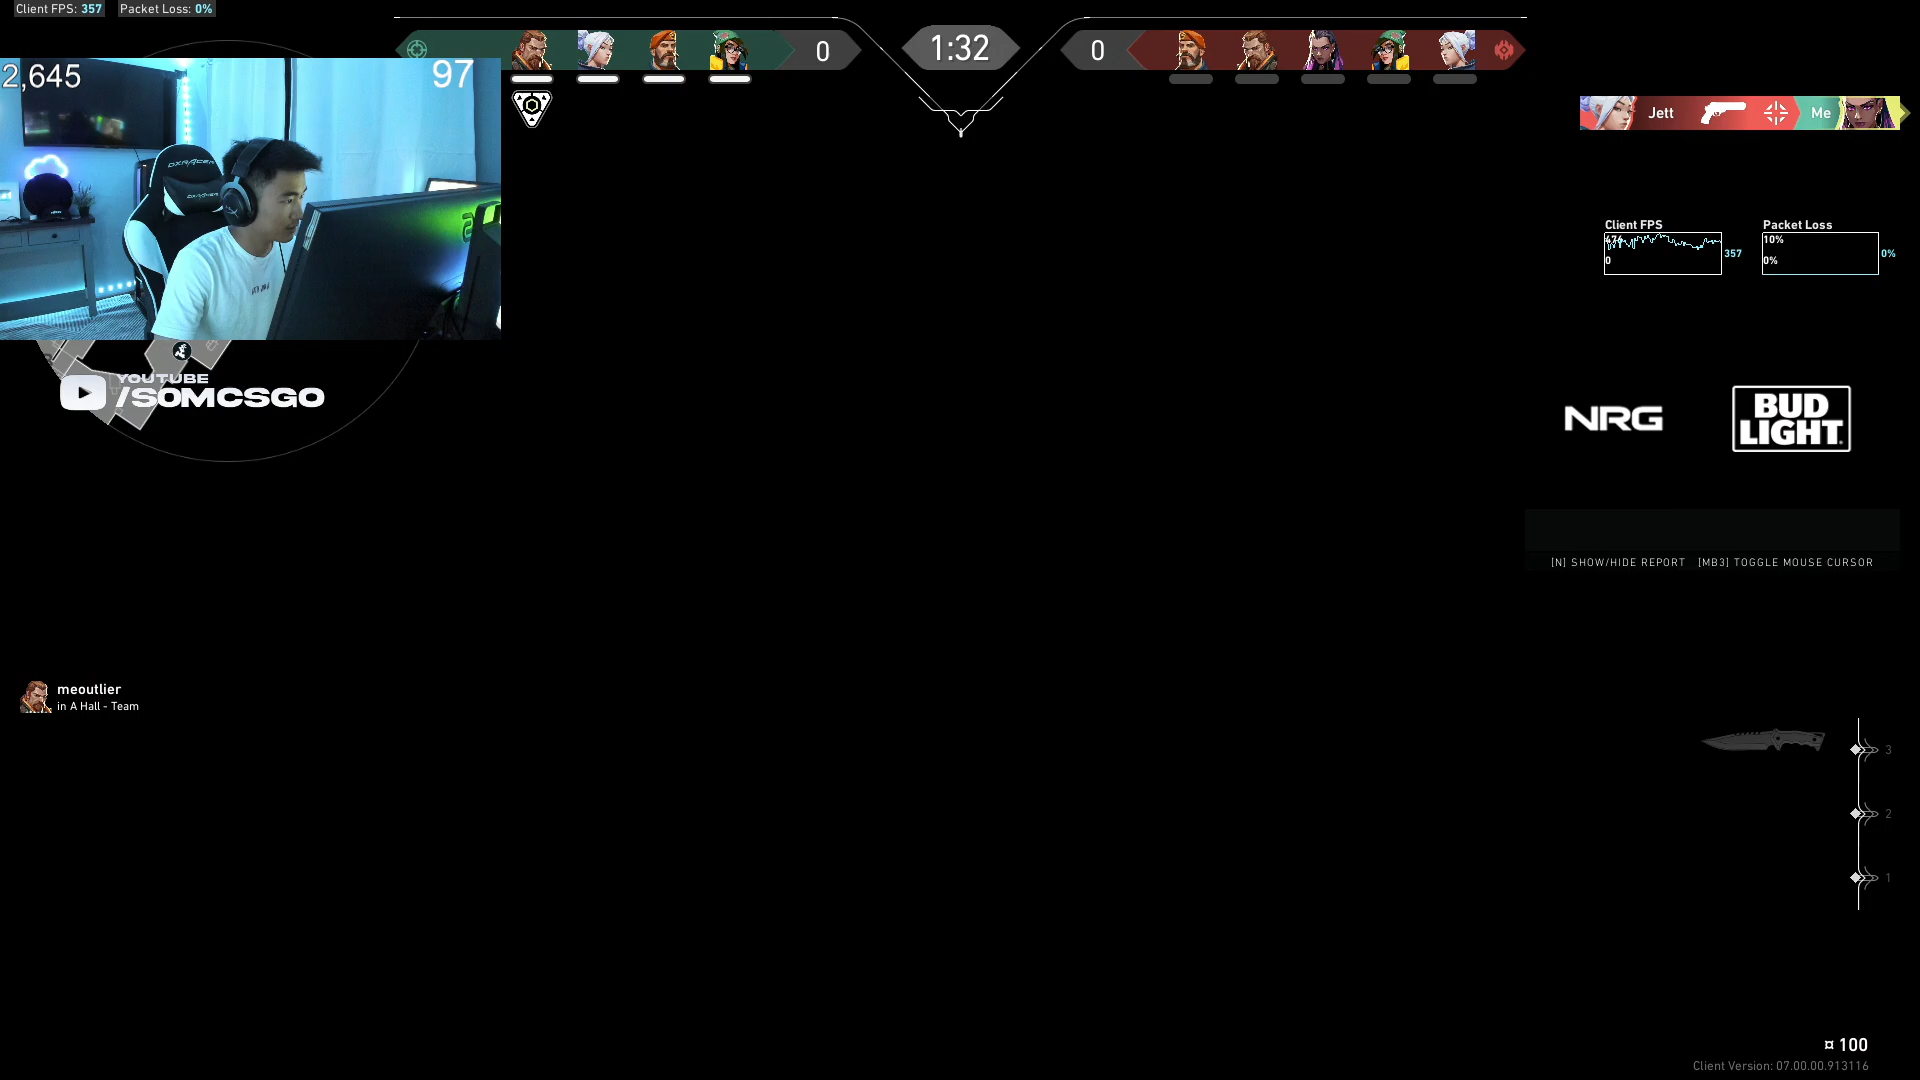 Client FPS: 357 Packet Loss: 0%
2,645
97
0
1:32
0
Jett
Me
DXRACER
Client FPS
Packet Loss
0
357
10%
0%
0%
YOUTUBE
/SOMCSGO
NRG
BUD
LIGHT
[N] SHOW/HIDE REPORT [MB3] TOGGLE MOUSE CURSOR
meoutlier
in A Hall - Team
3
2
1
¤ 100
Client Version: 07.00.00.913116